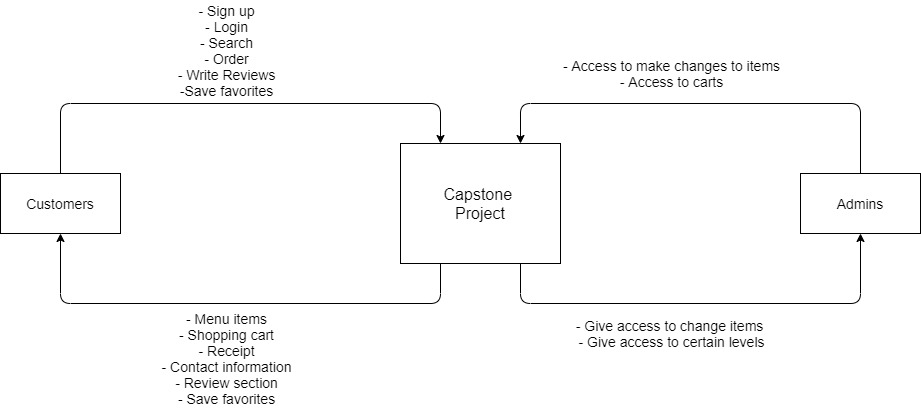 - Sign up
- Login
- Search
- Order
- Write Reviews
-Save favorites
- Access to make changes to items
- Access to carts
Customers
Capstone
Project
Admins
- Menu items
- Shopping cart
- Receipt
- Contact information
- Review section
- Save favorites
- Give access to change items
- Give access to certain levels